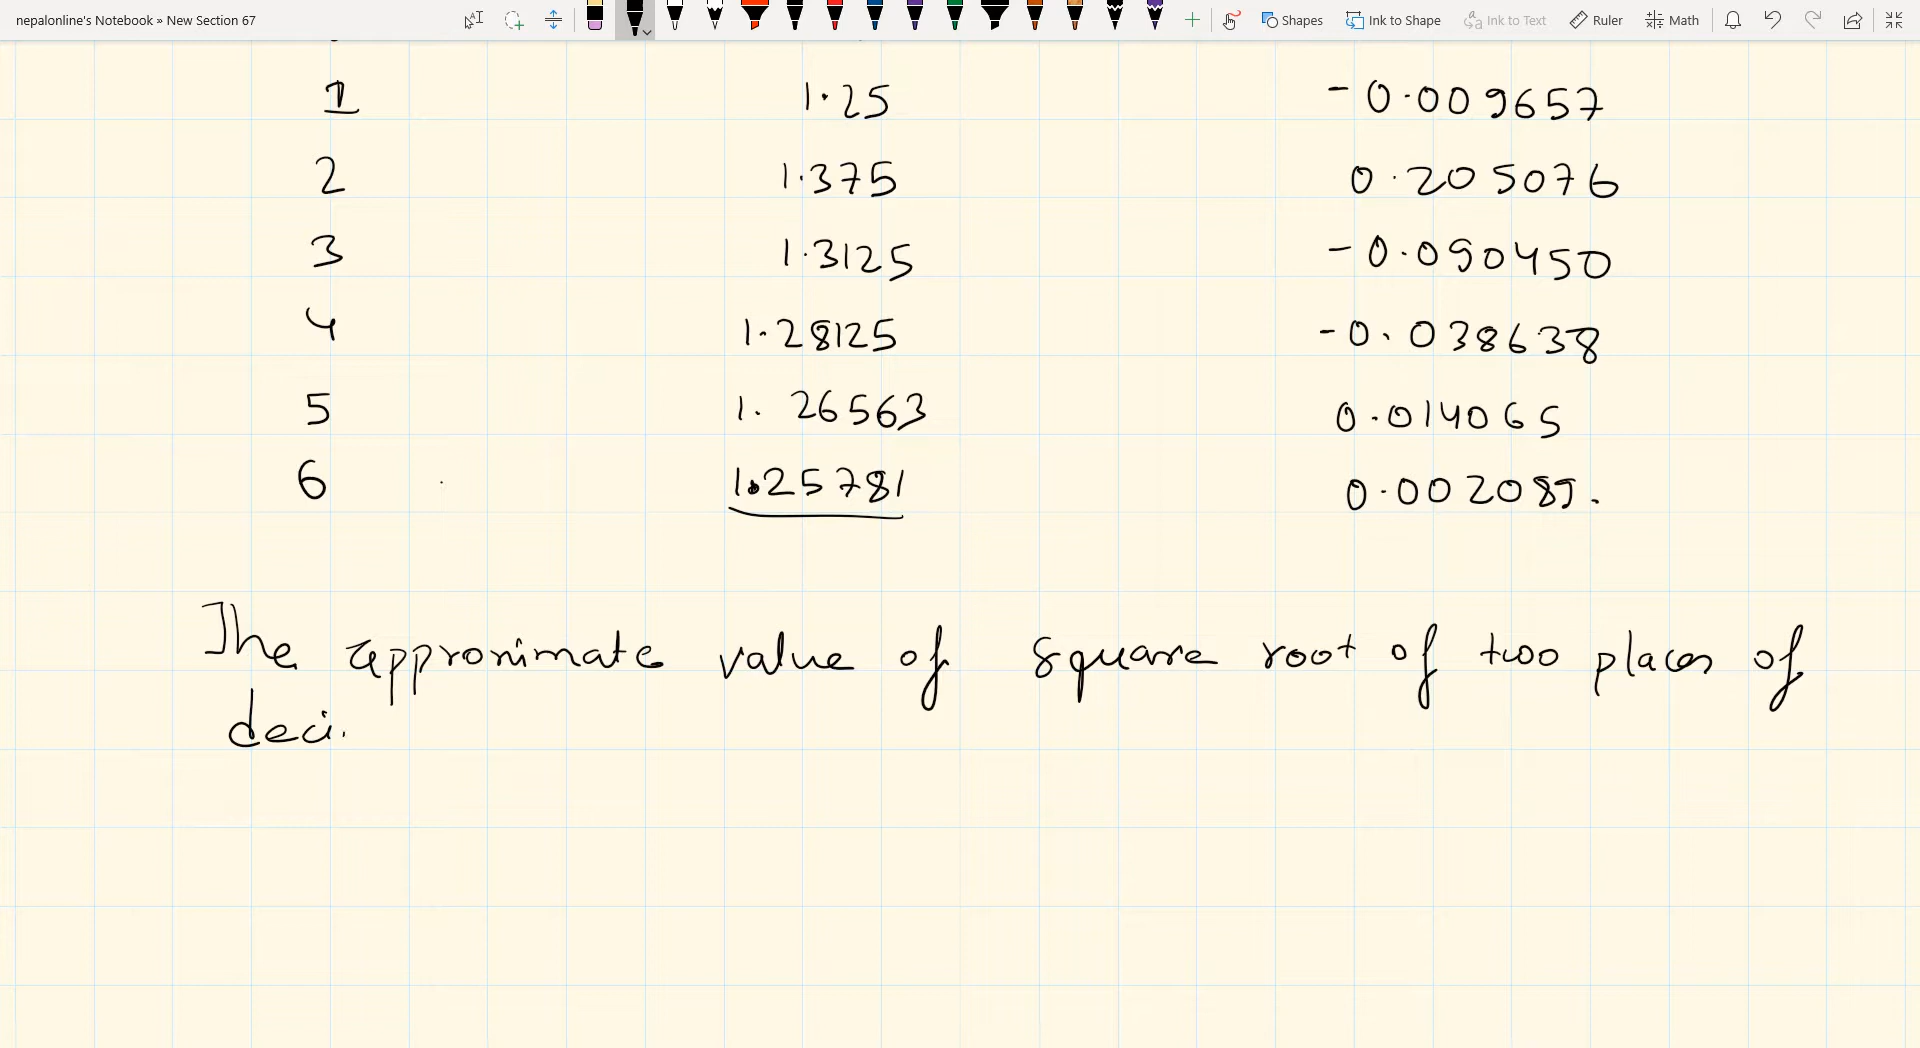 nepalonline's Notebook » New Section 67
Shapes
Ink to Shape
Ink to Text
Ruler
Math
1 1.25 -0.009657
2 1.375 0.205076
3 1.3125 -0.090450
4 1.28125 -0.038638
5 1.26563 0.014065
6 1.25781 0.002089.
The approximate value of square root of two places of
deci.